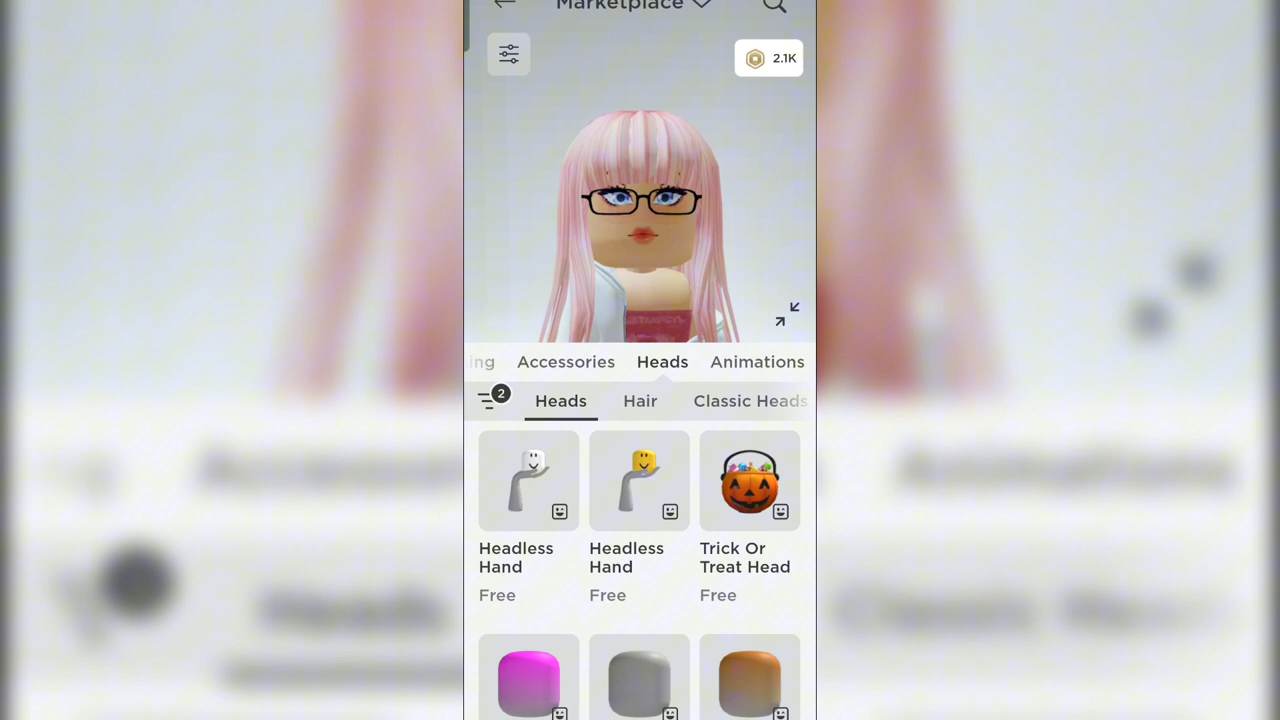 Marketplace
2.1K
ing Accessories Heads Animations
2 Heads Hair Classic Heads
Headless Hand
Free
Headless Hand
Free
Trick Or Treat Head
Free